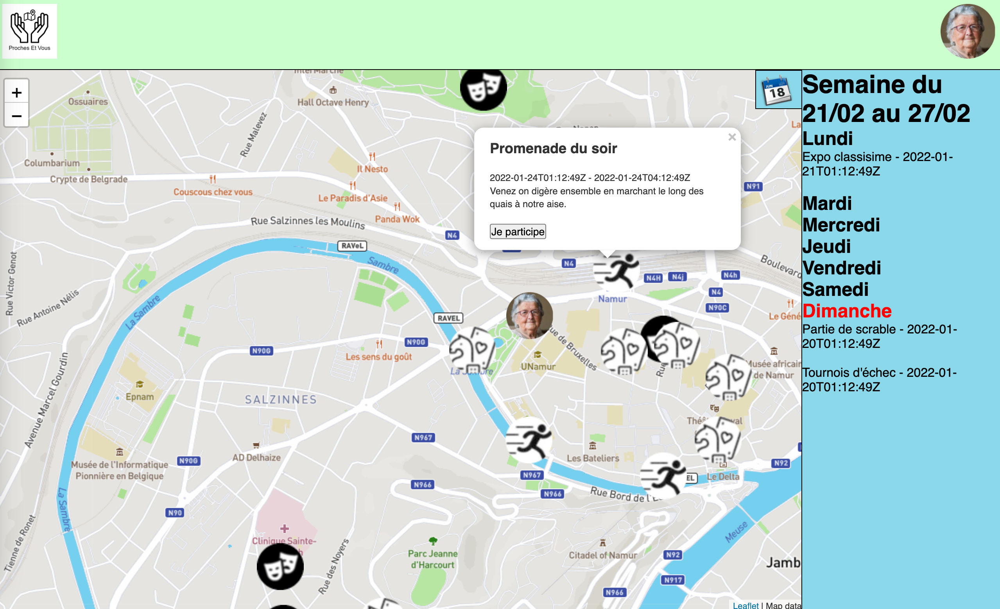 Proches Et Vous
+
−
Ossuaires
Columbarium
Crypte de Belgrade
Hall Octave Henry
Rue Malevez
Il Nesto
Couscous chez vous
Le Paradis d'Asie
Panda Wok
Rue Salzinnes les Moulins
N4
RAVeL
Sambre
Promenade du soir
×
2022-01-24T01:12:49Z - 2022-01-24T04:12:49Z
Venez on digère ensemble en marchant le long des
quais à notre aise.
Je participe
La
N91
N4
N4H
N4j
N4h
Boulevard
N4
N90C
Namur
Le Géné
Rue Victor Genot
Rue Antoine Nélis
La Sambre
RAVEL
N90G
N90G
Les sens du goût
UNamur
Rue de Bruxelles
Rue
Musée africain
de Namur
Epnam
SALZINNES
Avenue Marcel Gourdin
N967
Musée de l'Informatique
Pionnière en Belgique
N90G
AD Delhaize
Les Bateliers
N92
N967
N966
N966
EL
Le Delta
Rue Bord de l'E
La Sambre
N90
Clinique Sainte-
h
Rue des Noyers
Tienne de Ronet
Parc Jeanne
d'Harcourt
Citadel of Namur
N92
Meuse
Jamb
N917
N966
Leaflet | Map data
JUN
18
Semaine du
21/02 au 27/02
Lundi
Expo classisime - 2022-01-
21T01:12:49Z
Mardi
Mercredi
Jeudi
Vendredi
Samedi
Dimanche
Partie de scrable - 2022-01-
20T01:12:49Z
Tournois d'échec - 2022-01-
20T01:12:49Z